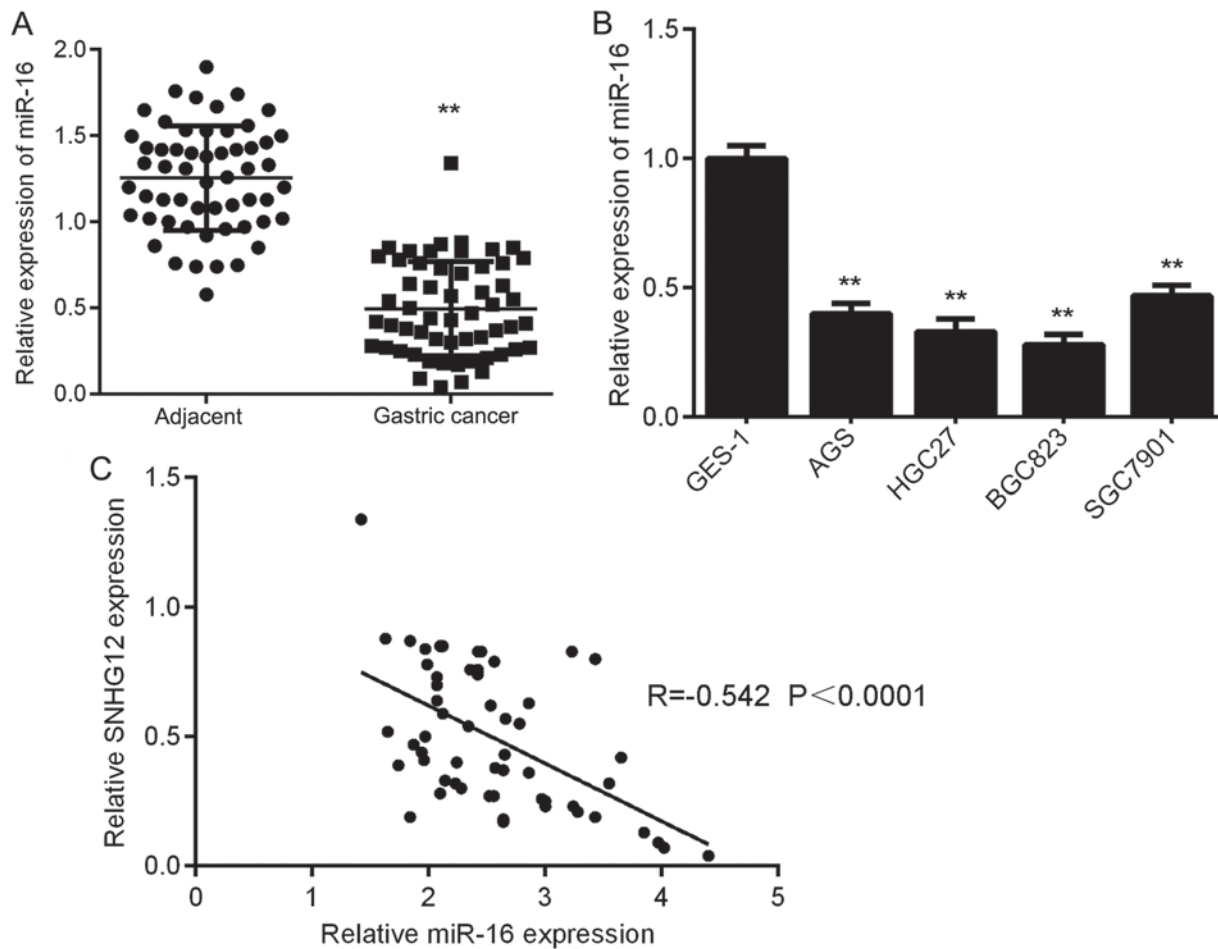 A
Relative expression of miR-16
2.0
1.5
1.0
0.5
0.0
**
Adjacent
Gastric cancer
B
Relative expression of miR-16
1.5
1.0
0.5
0.0
**
**
**
**
GES-1
AGS
HGC27
BGC823
SGC7901
C
Relative SNHG12 expression
1.5
1.0
0.5
0.0
R=-0.542 P<0.0001
0
1
2
3
4
5
Relative miR-16 expression